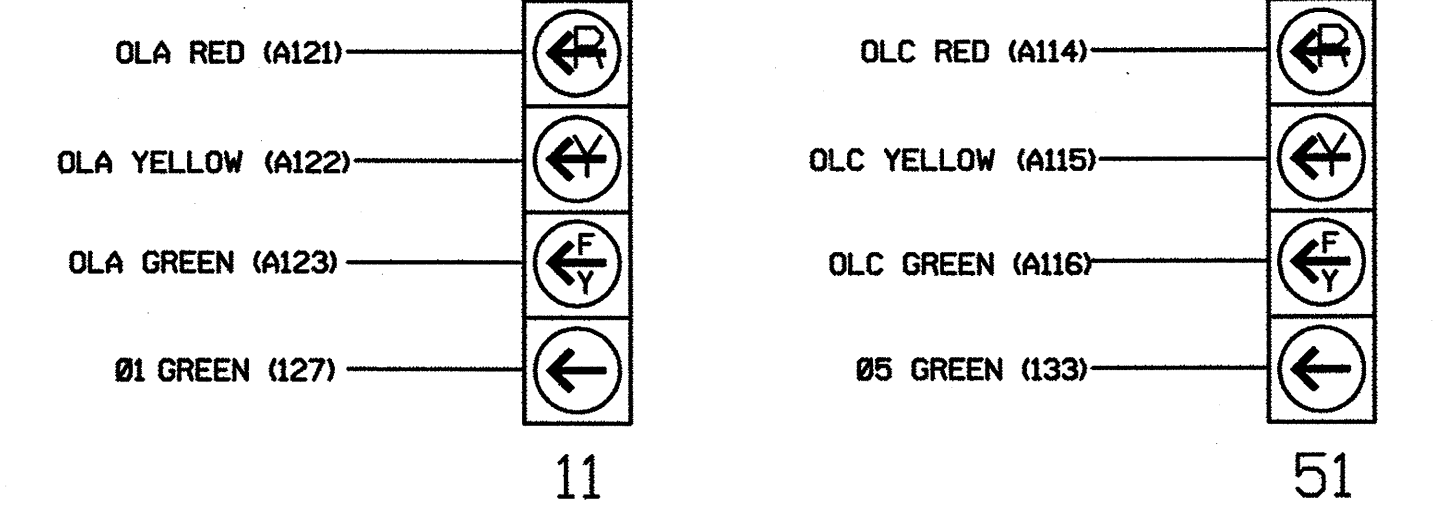 OLA RED (A121)
R
OLA YELLOW (A122)
Y
OLA GREEN (A123)
F
Y
Ø1 GREEN (127)
11
OLC RED (A114)
R
OLC YELLOW (A115)
Y
OLC GREEN (A116)
F
Y
Ø5 GREEN (133)
51